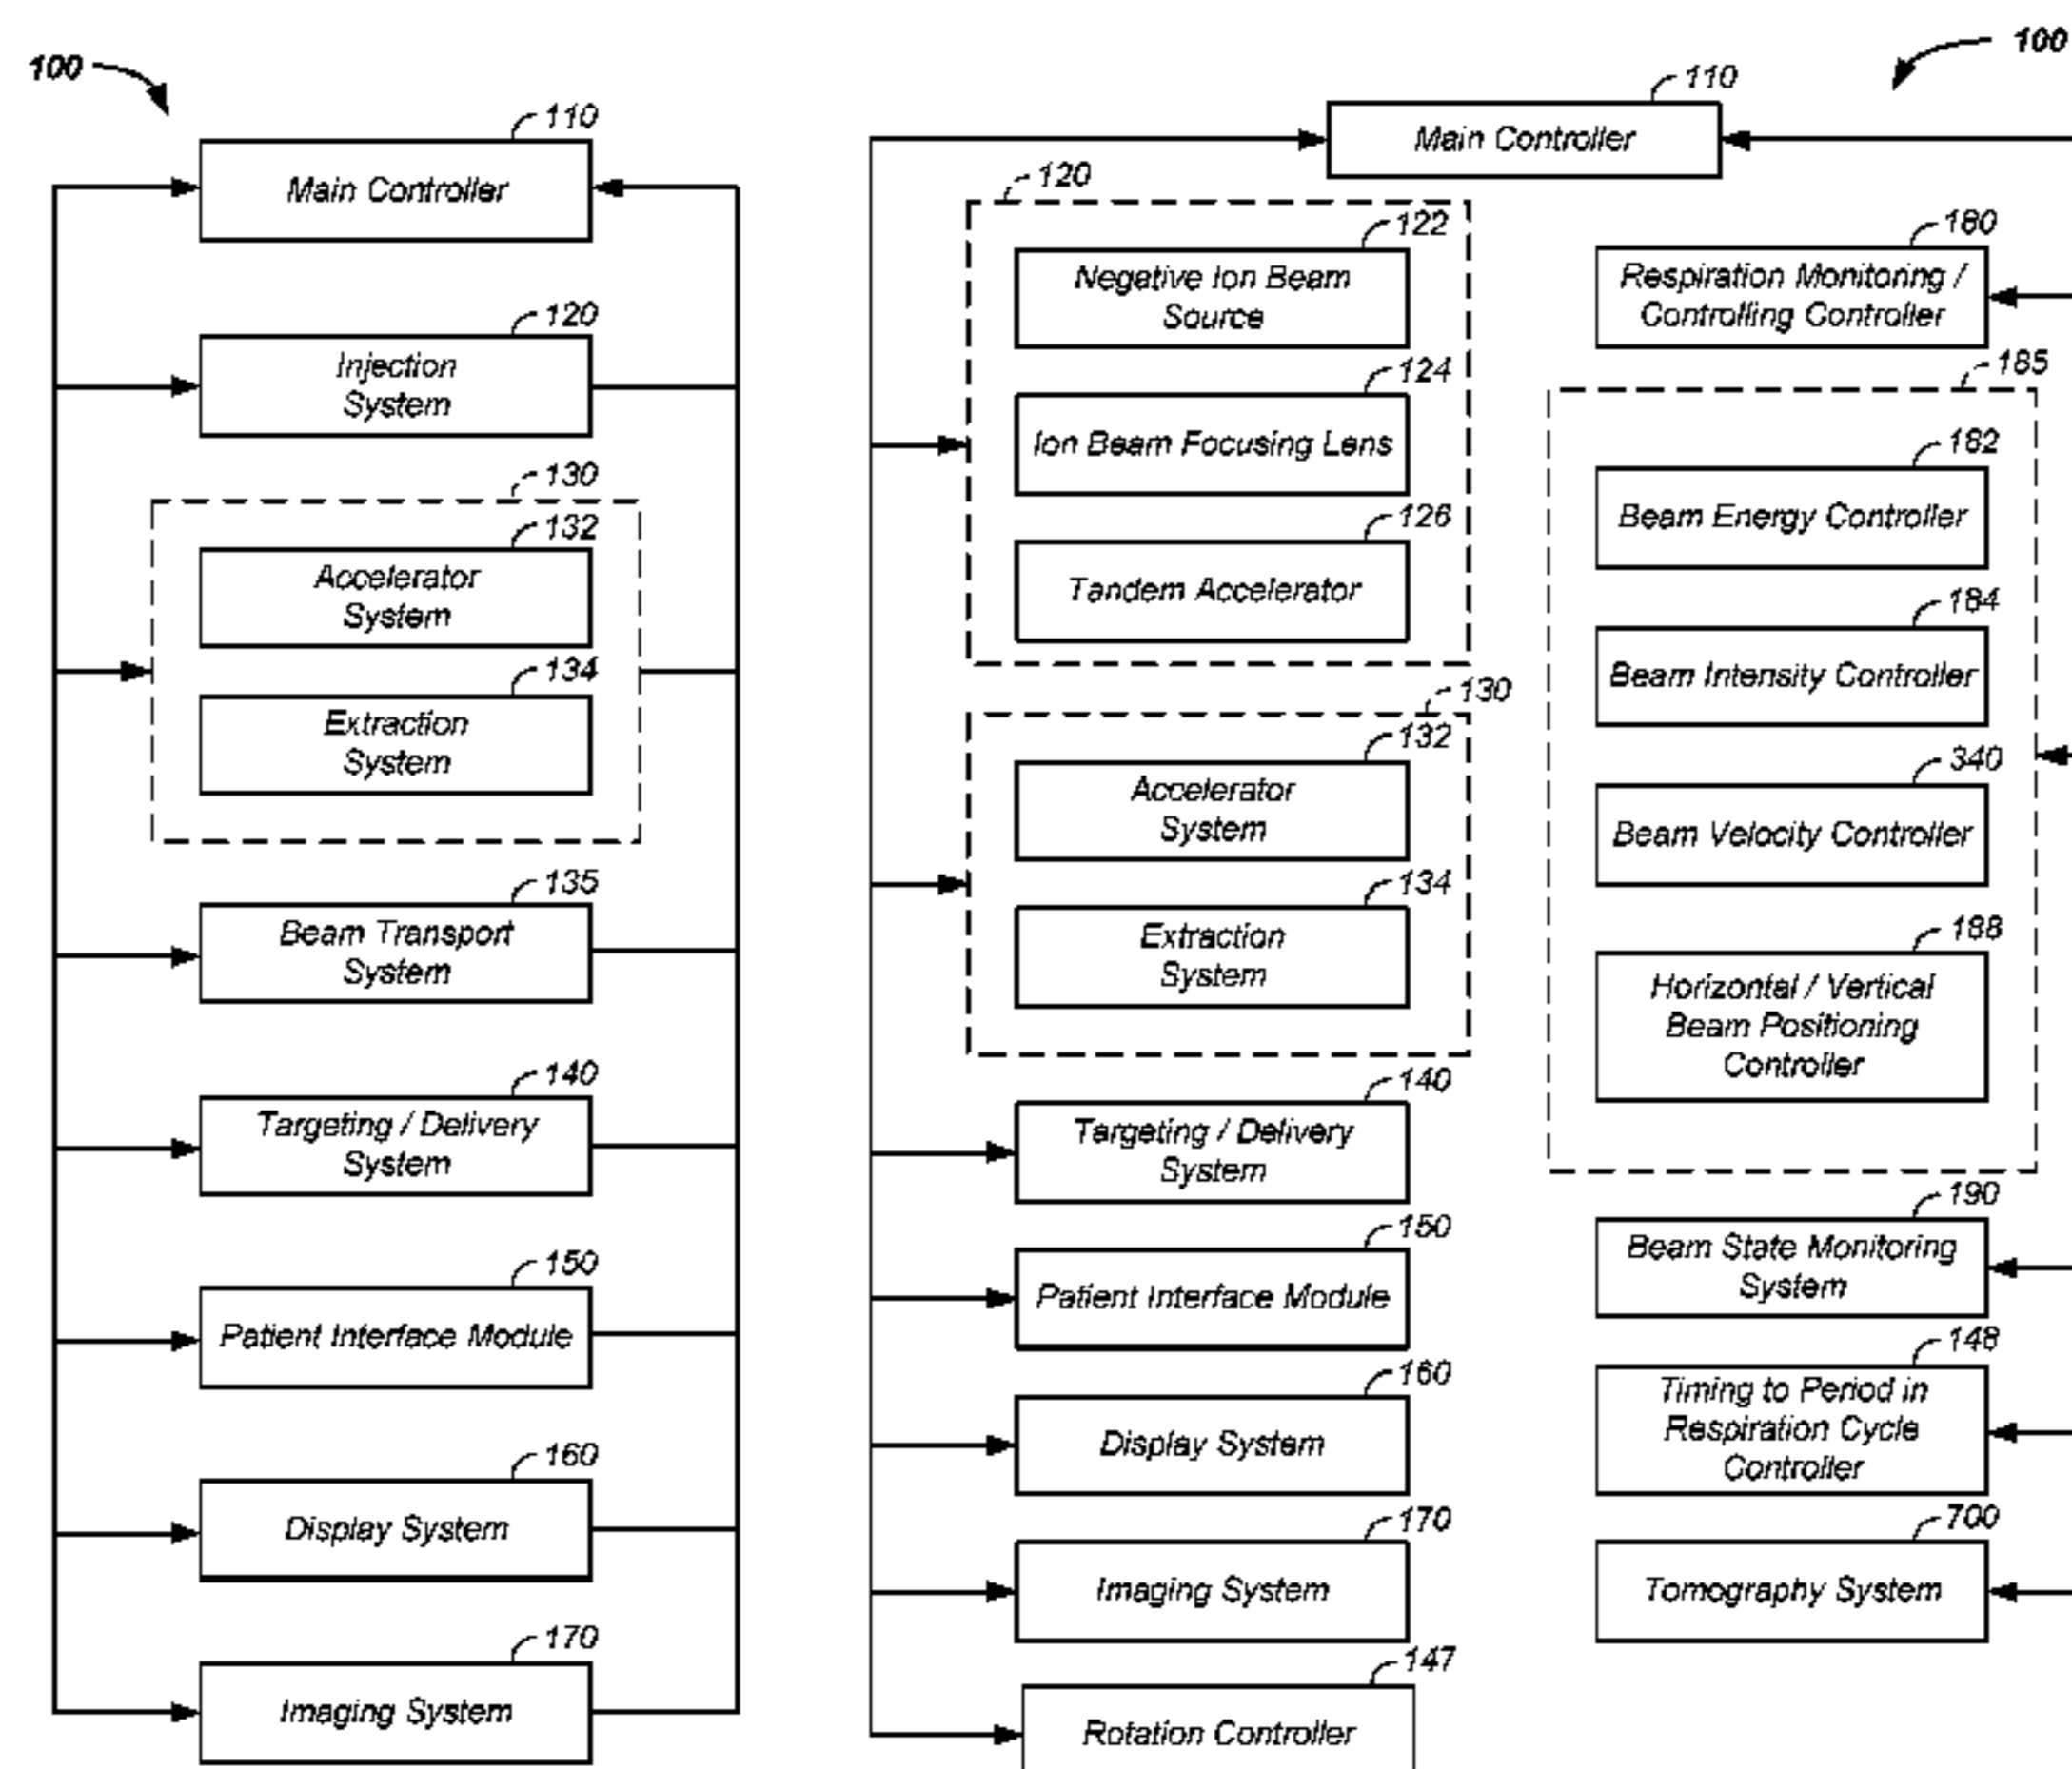 100
110
Main Controller
120
Injection
System
130
132
Accelerator
System
134
Extraction
System
135
Beam Transport
System
140
Targeting / Delivery
System
150
Patient Interface Module
160
Display System
170
Imaging System
100
110
Main Controller
120
122
Negative Ion Beam
Source
124
Ion Beam Focusing Lens
126
Tandem Accelerator
130
132
Accelerator
System
134
Extraction
System
140
Targeting / Delivery
System
150
Patient Interface Module
160
Display System
170
Imaging System
147
Rotation Controller
180
Respiration Monitoring /
Controlling Controller
185
182
Beam Energy Controller
184
Beam Intensity Controller
340
Beam Velocity Controller
188
Horizontal / Vertical
Beam Positioning
Controller
190
Beam State Monitoring
System
148
Timing to Period in
Respiration Cycle
Controller
700
Tomography System